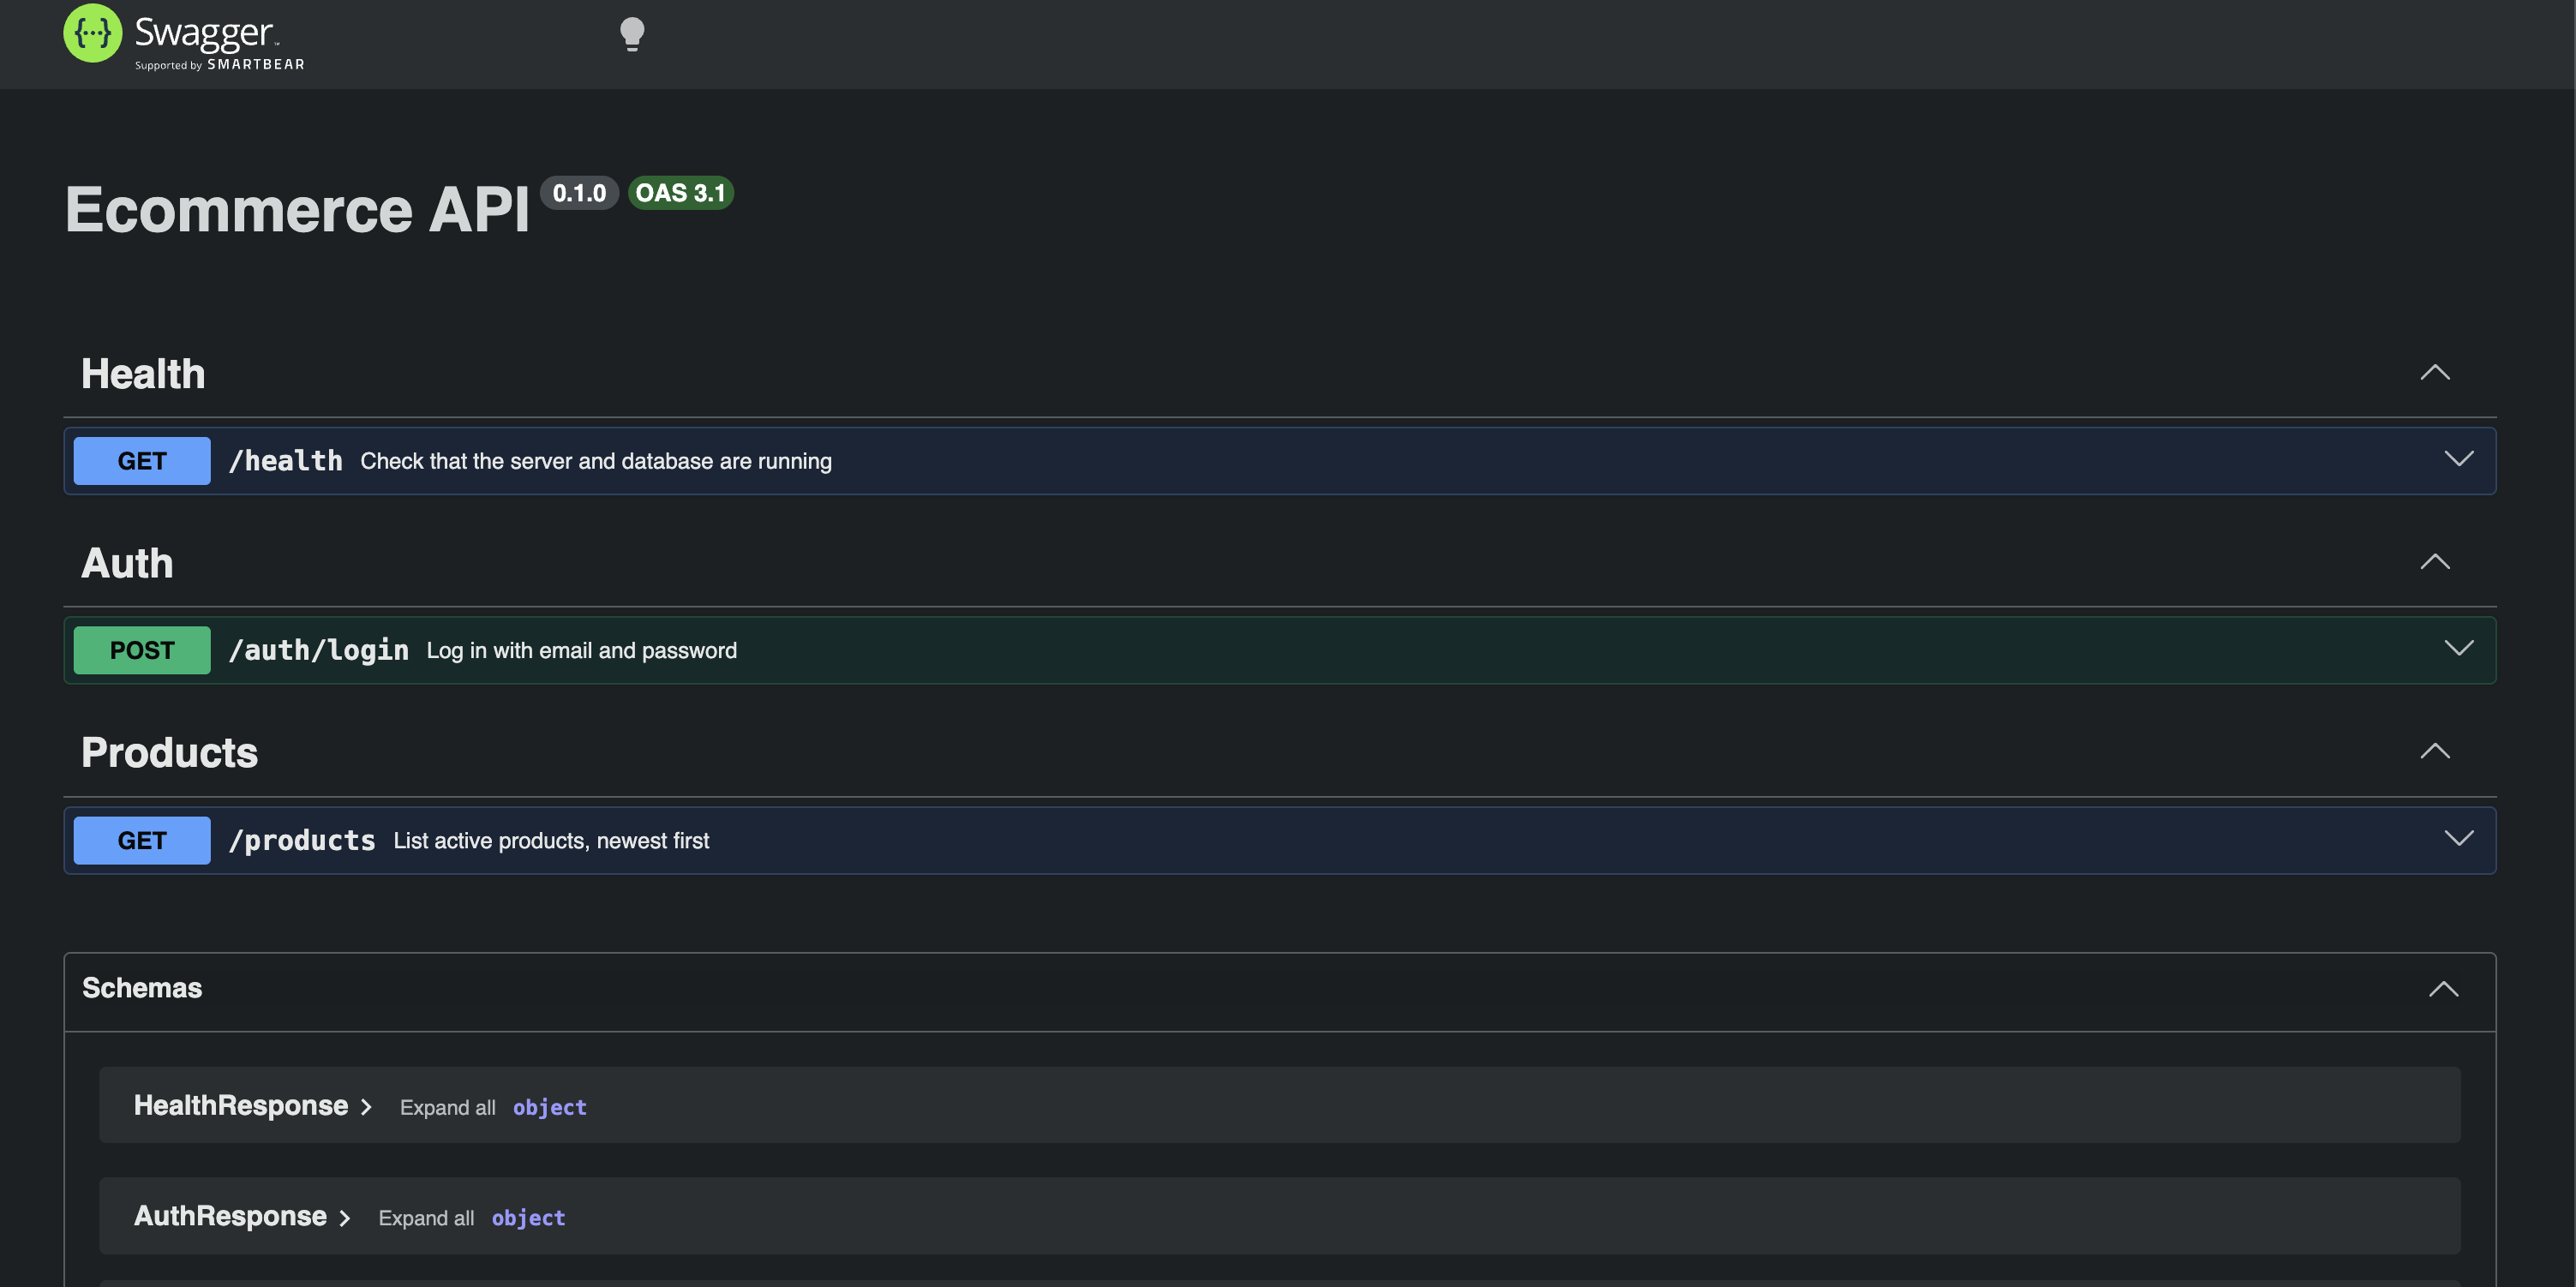 Swagger™
Supported by SMARTBEAR
Ecommerce API 0.1.0 OAS 3.1
Health
GET /health Check that the server and database are running
Auth
POST /auth/login Log in with email and password
Products
GET /products List active products, newest first
Schemas
HealthResponse Expand all object
AuthResponse Expand all object